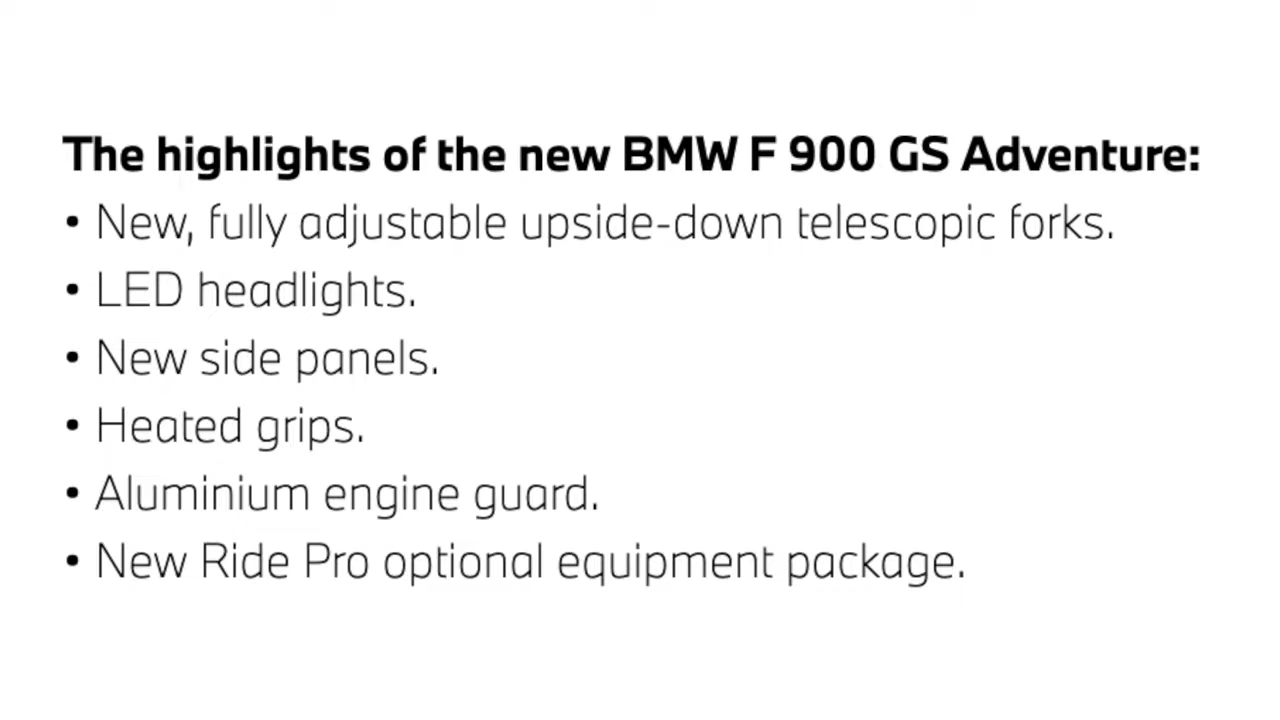 The highlights of the new BMW F 900 GS Adventure:
• New, fully adjustable upside-down telescopic forks.
• LED headlights.
• New side panels.
• Heated grips.
• Aluminium engine guard.
• New Ride Pro optional equipment package.